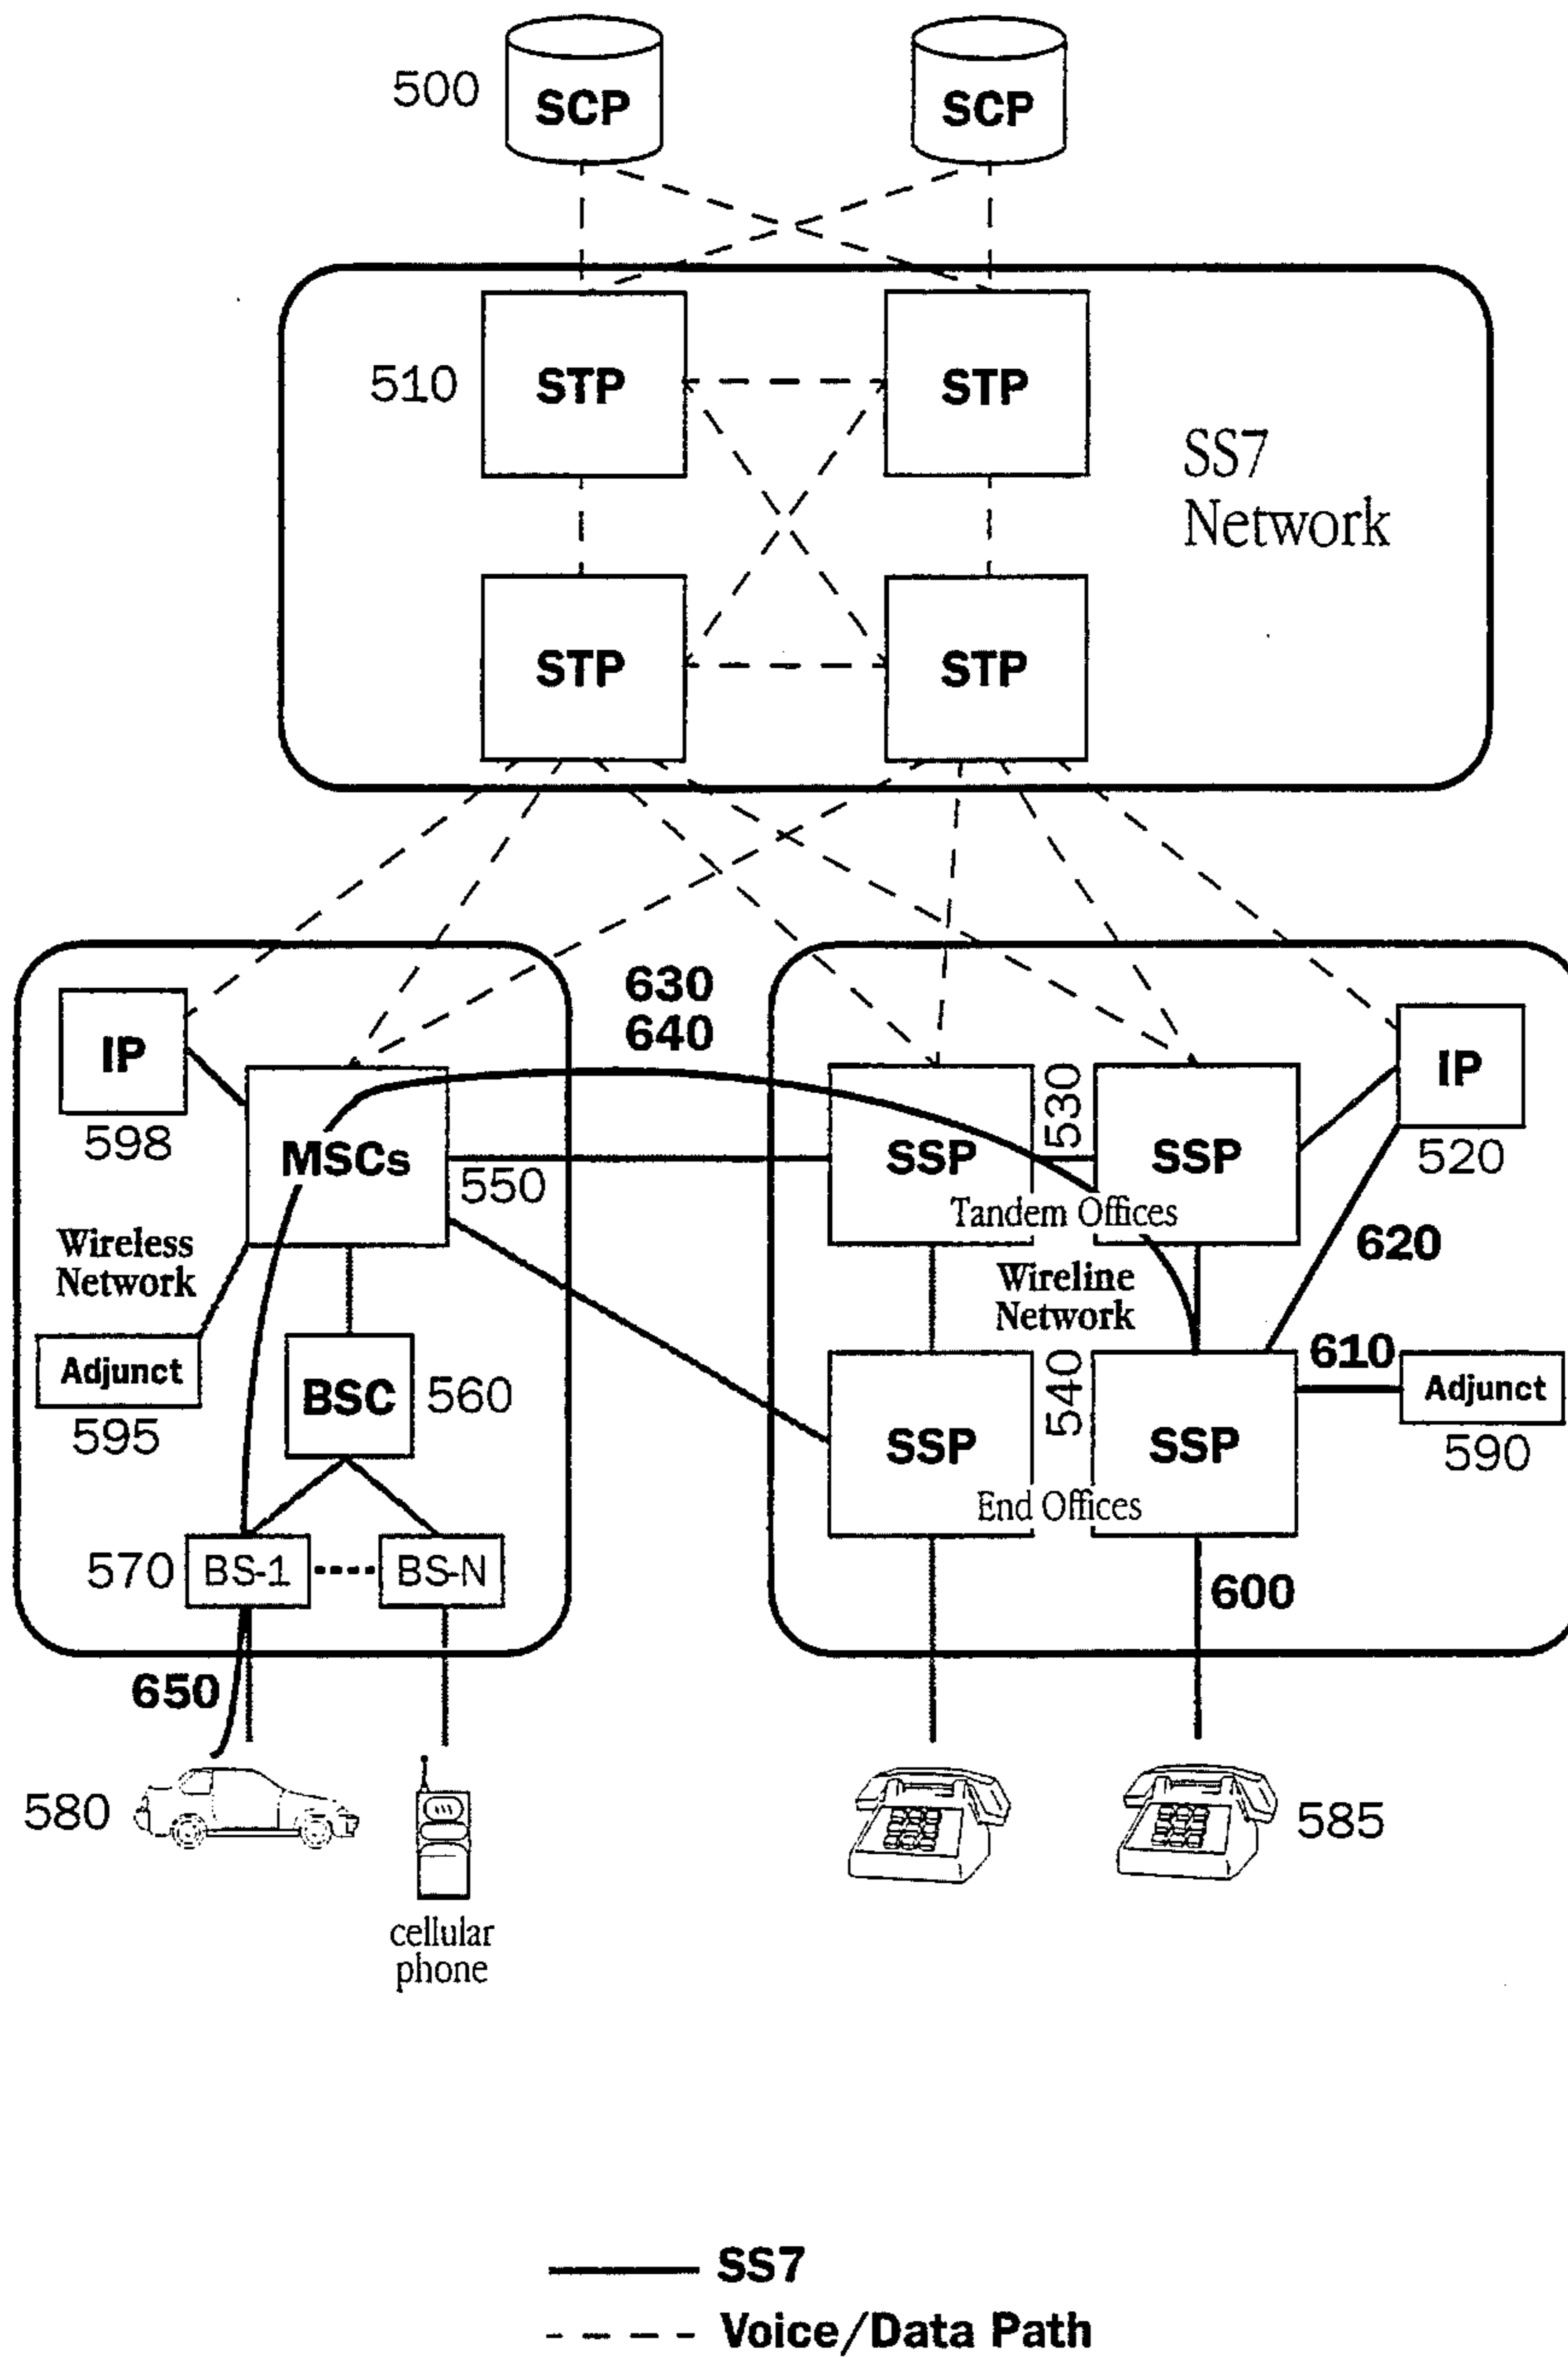 500
SCP
SCP
510
STP
STP
SS7
Network
STP
STP
630
640
IP
598
MSCs
550
SSP
530
SSP
IP
520
Tandem Offices
620
Wireless
Network
Wireline
Network
Adjunct
595
BSC
560
540
SSP
SSP
610
Adjunct
590
End Offices
570
BS-1
BS-N
600
650
580
585
cellular
phone
SS7
Voice/Data Path